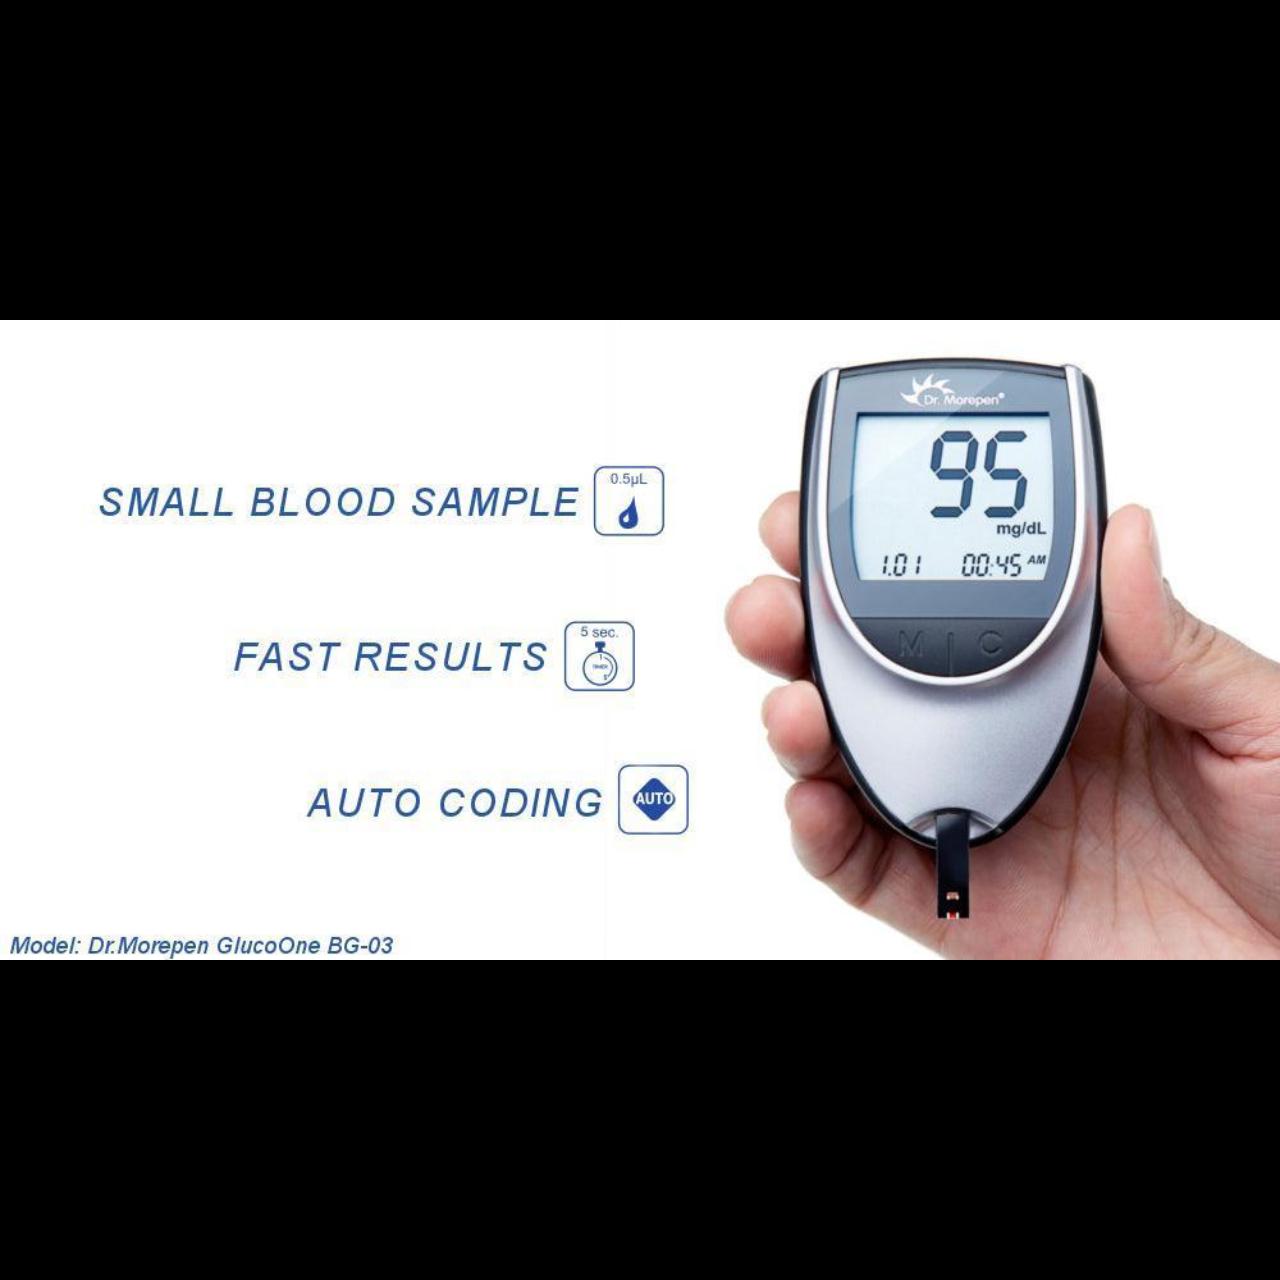 Dr. Morepen®
95
mg/dL
1.01 00:45 AM
M | C
0.5µL
SMALL BLOOD SAMPLE
5 sec.
FAST RESULTS
TIMER
AUTO CODING AUTO
Model: Dr.Morepen GlucoOne BG-03